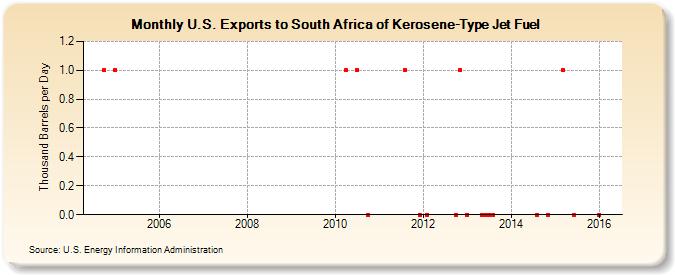 Monthly U.S. Exports to South Africa of Kerosene-Type Jet Fuel
Thousand Barrels per Day
1.2
1.0
0.8
0.6
0.4
0.2
0.0
2006 2008 2010 2012 2014 2016
Source: U.S. Energy Information Administration